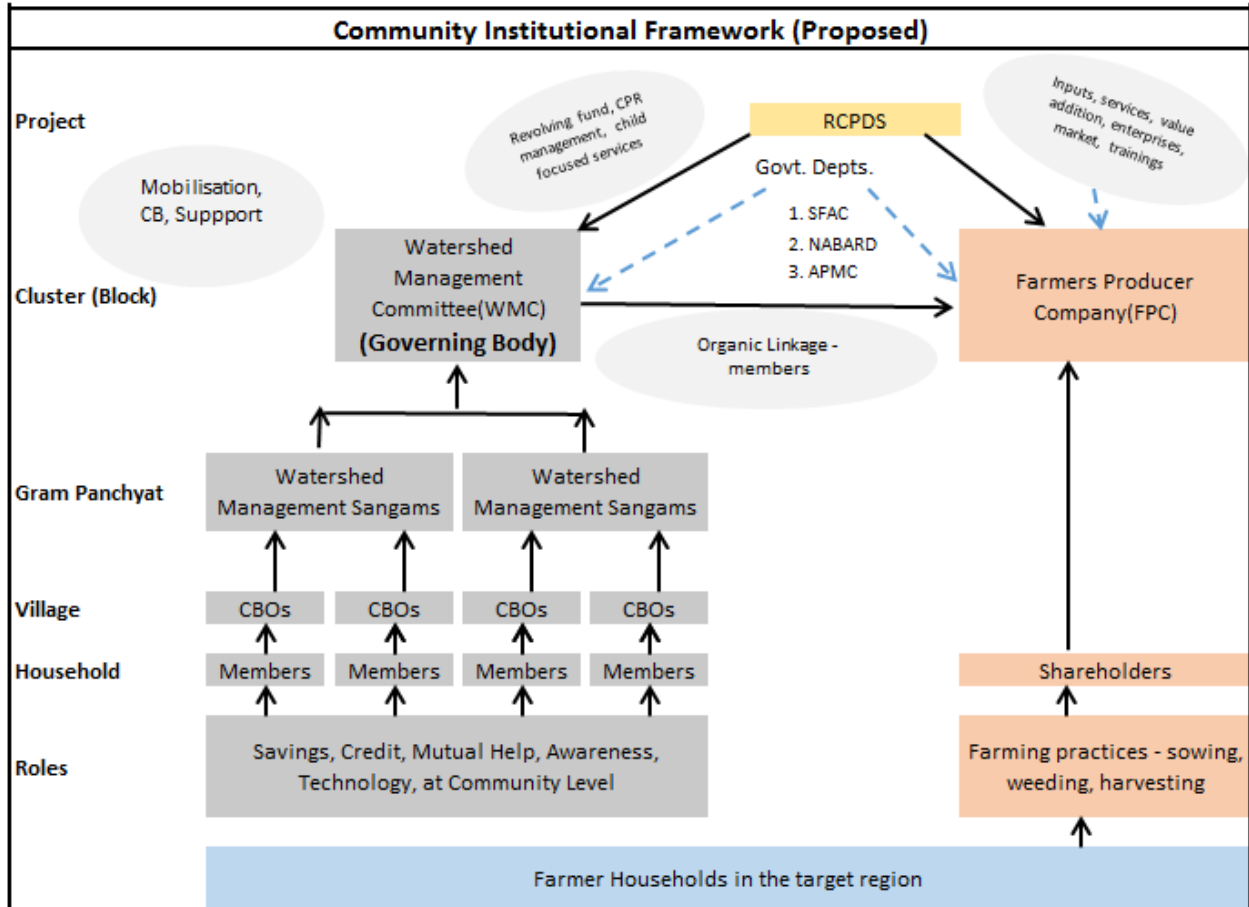 Community Institutional Framework (Proposed)
Project
Revolving fund, CPR
management, child
focused services
RCPDS
Inputs, services, value
addition, enterprises,
market, trainings
Mobilisation,
CB, Suppport
Govt. Depts.
1. SFAC
2. NABARD
3. APMC
Cluster (Block)
Watershed
Management
Committee(WMC)
(Governing Body)
Farmers Producer
Company(FPC)
Organic Linkage -
members
Gram Panchyat
Watershed
Management Sangams
Watershed
Management Sangams
Village
CBOs
CBOs
CBOs
CBOs
Household
Members
Members
Members
Members
Shareholders
Roles
Savings, Credit, Mutual Help, Awareness,
Technology, at Community Level
Farming practices - sowing,
weeding, harvesting
Farmer Households in the target region